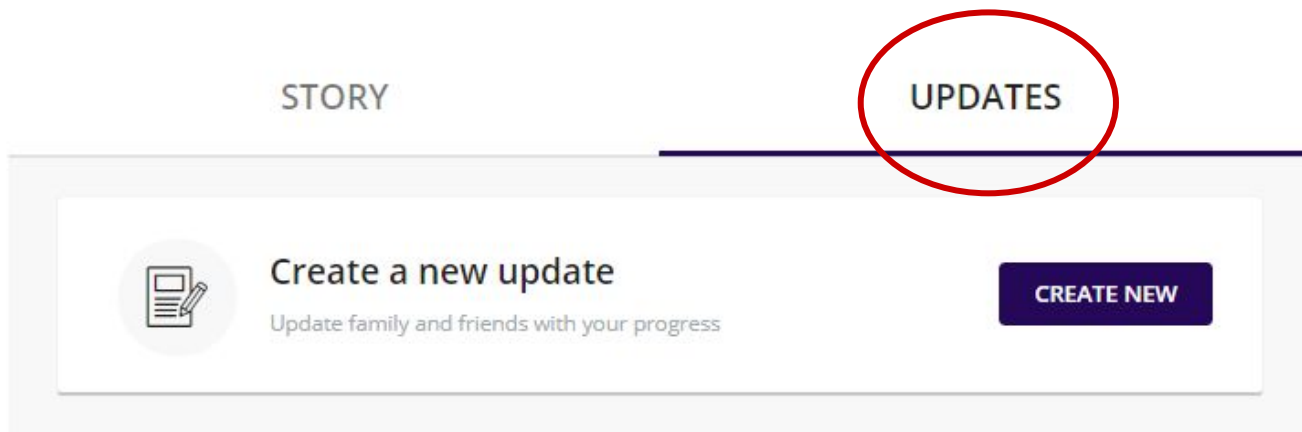 STORY
UPDATES
Create a new update
Update family and friends with your progress
CREATE NEW